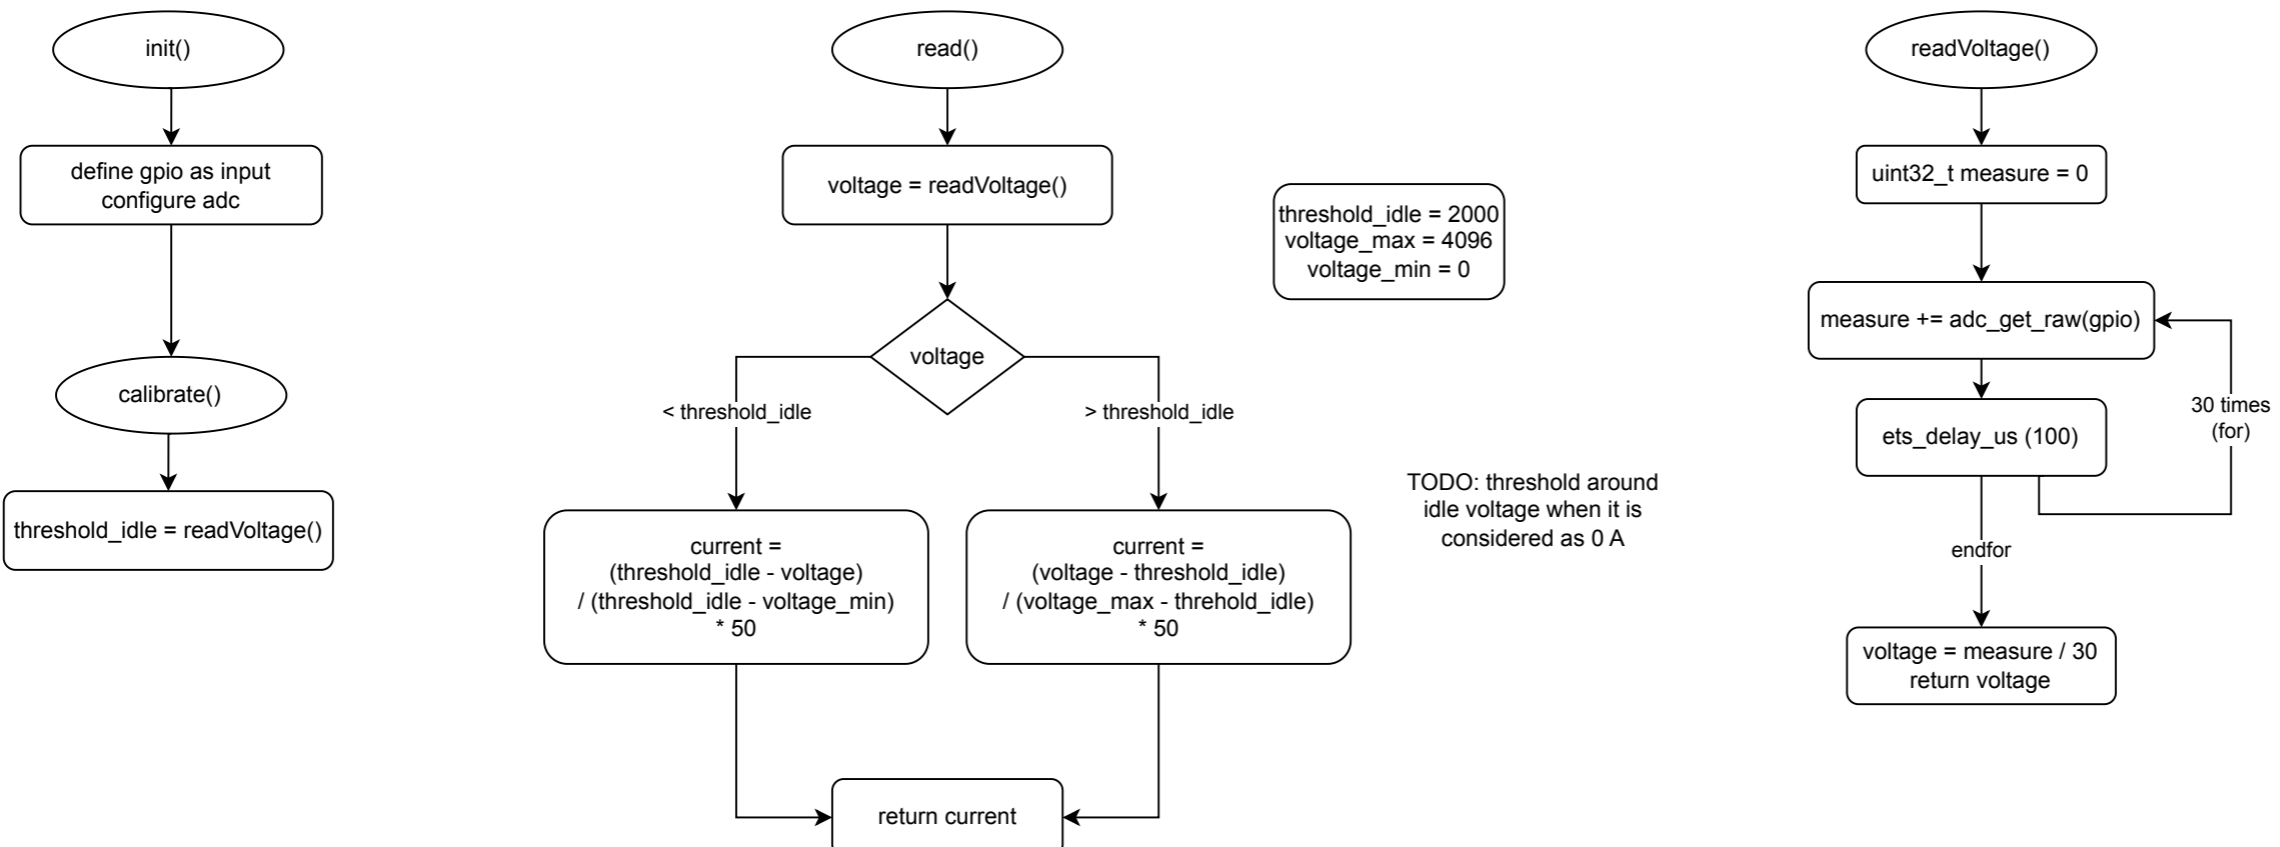 init()
define gpio as input
configure adc
calibrate()
threshold_idle = readVoltage()
read()
voltage = readVoltage()
voltage
< threshold_idle
> threshold_idle
current =
(threshold_idle - voltage)
/ (threshold_idle - voltage_min)
* 50
current =
(voltage - threshold_idle)
/ (voltage_max - threhold_idle)
* 50
return current
threshold_idle = 2000
voltage_max = 4096
voltage_min = 0
TODO: threshold around
idle voltage when it is
considered as 0 A
readVoltage()
uint32_t measure = 0
measure += adc_get_raw(gpio)
ets_delay_us (100)
30 times
(for)
endfor
voltage = measure / 30
return voltage